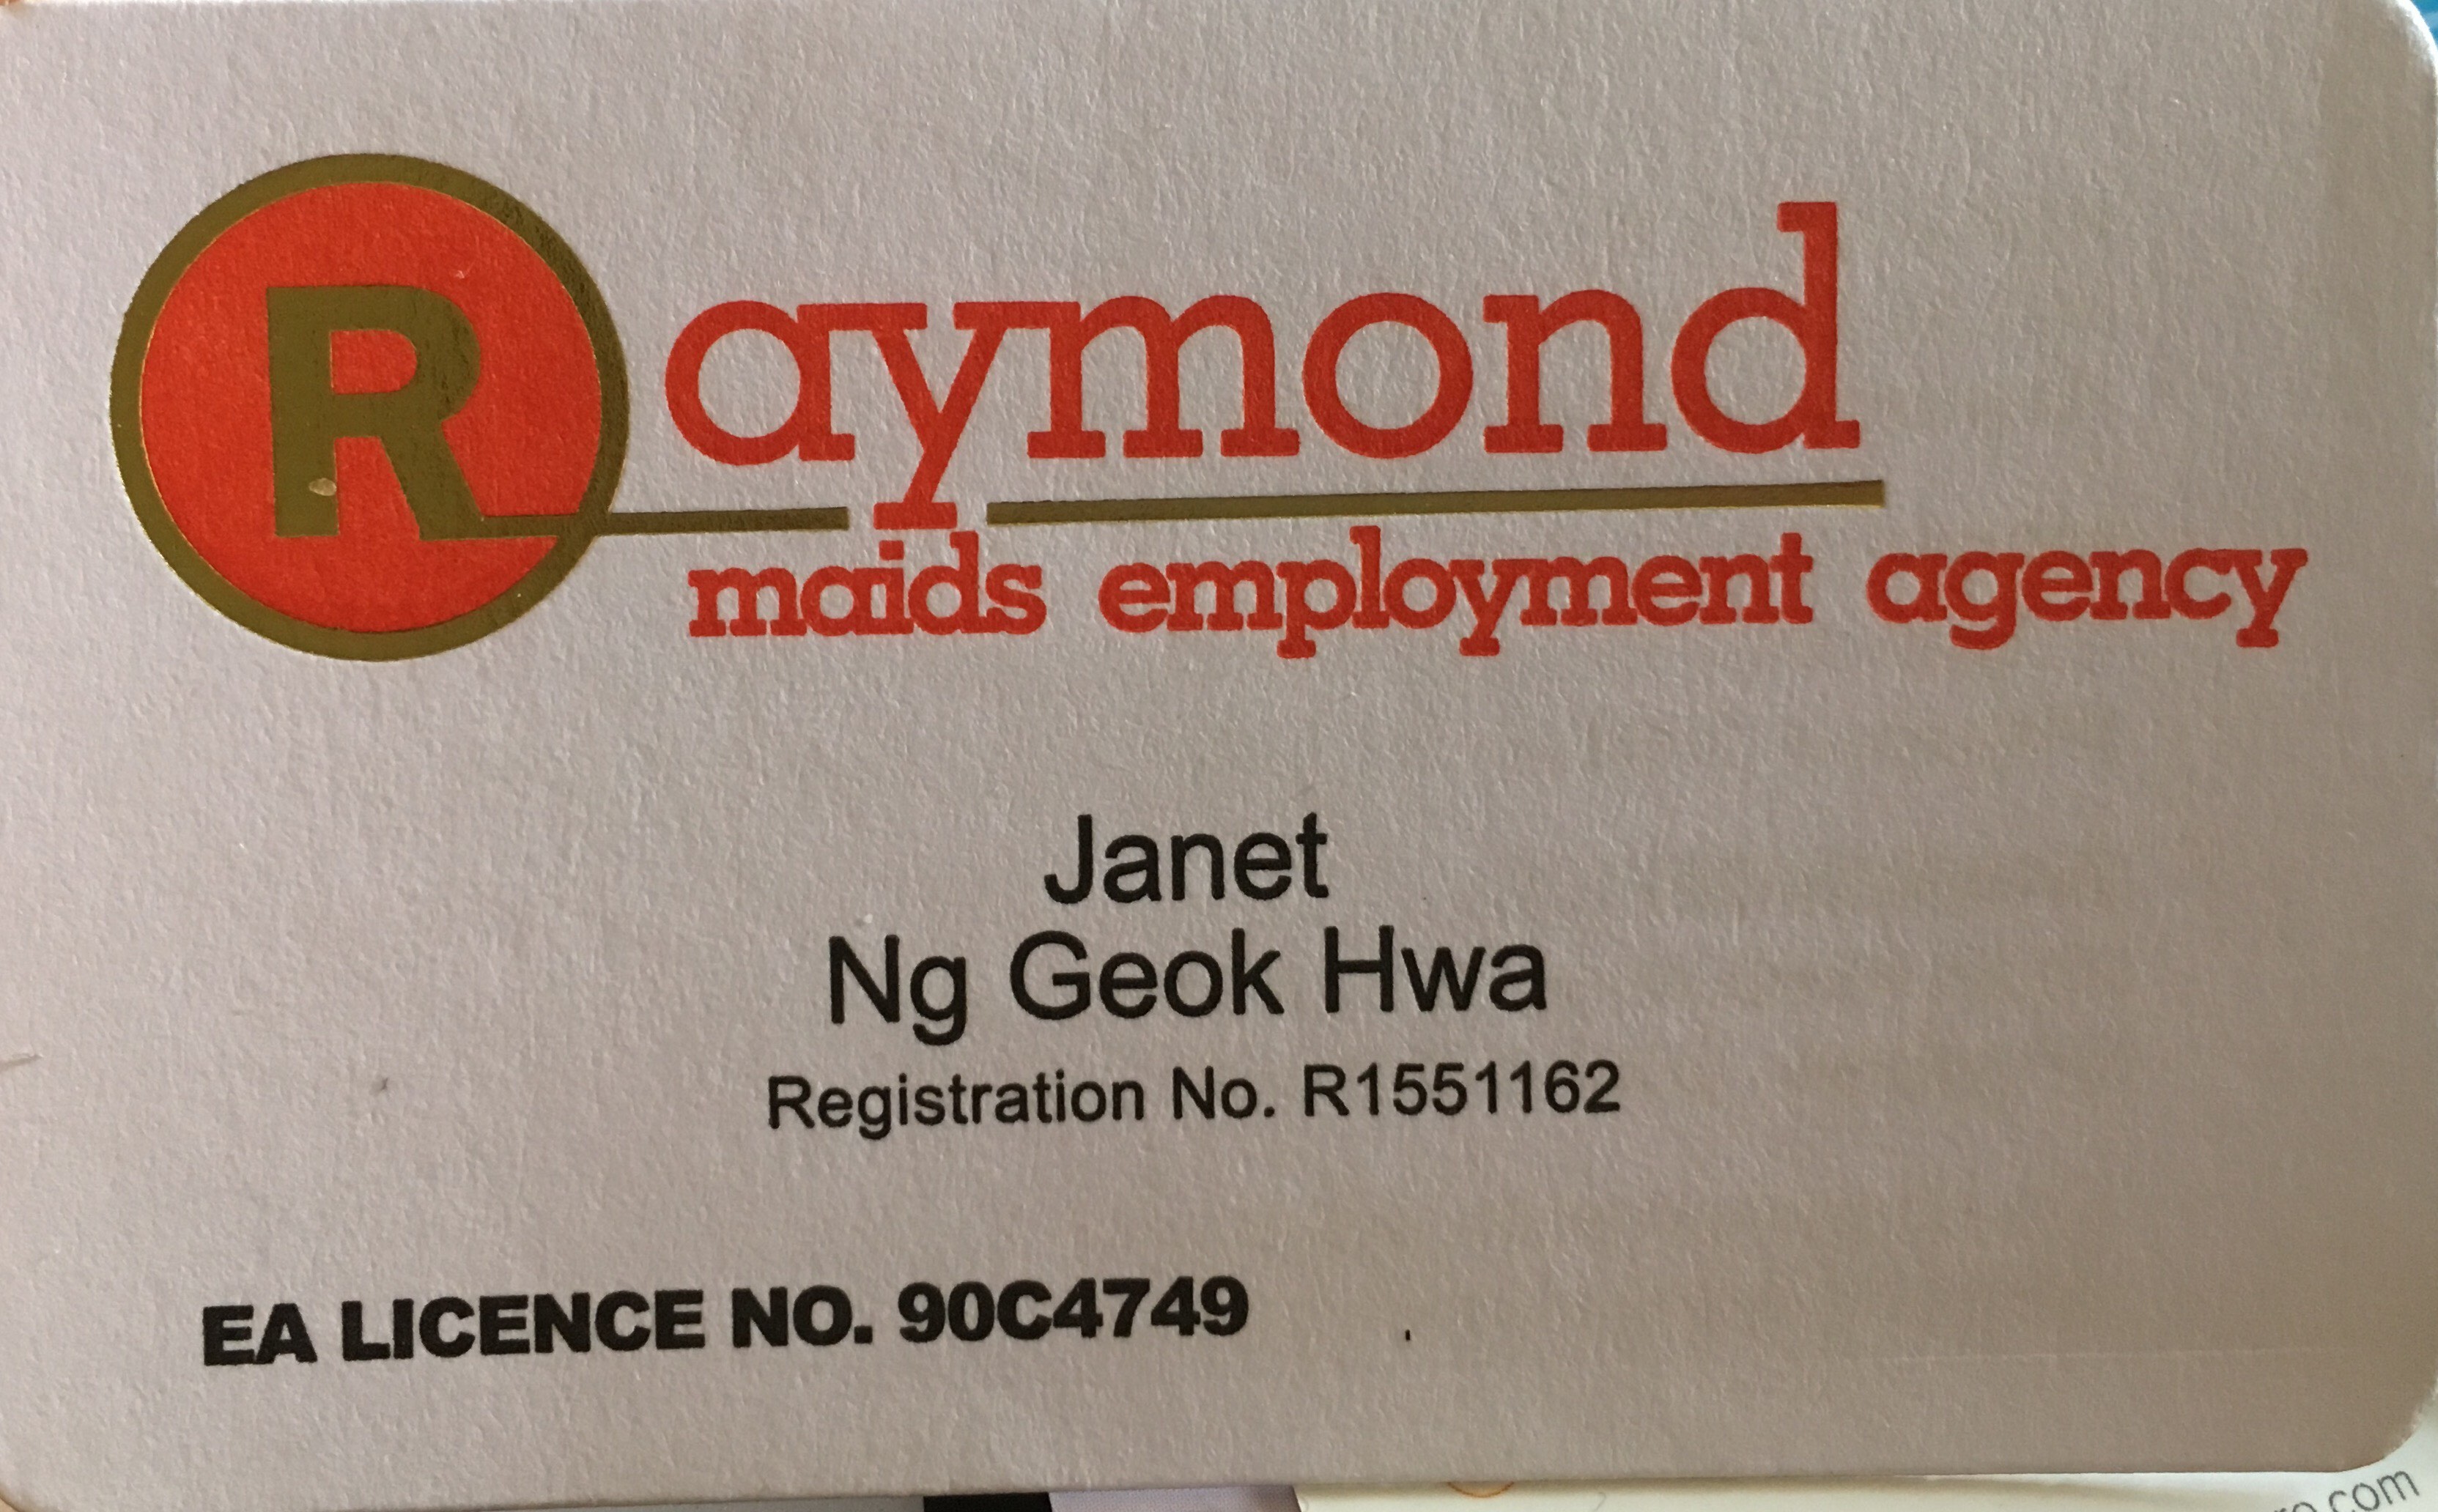 Raymond
maids employment agency
Janet
Ng Geok Hwa
Registration No. R1551162
EA LICENCE NO. 90C4749